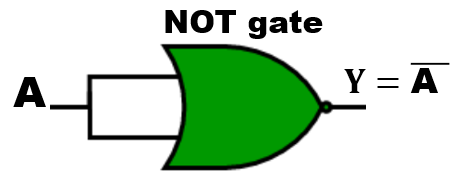 NOT gate
A
Y = A̅